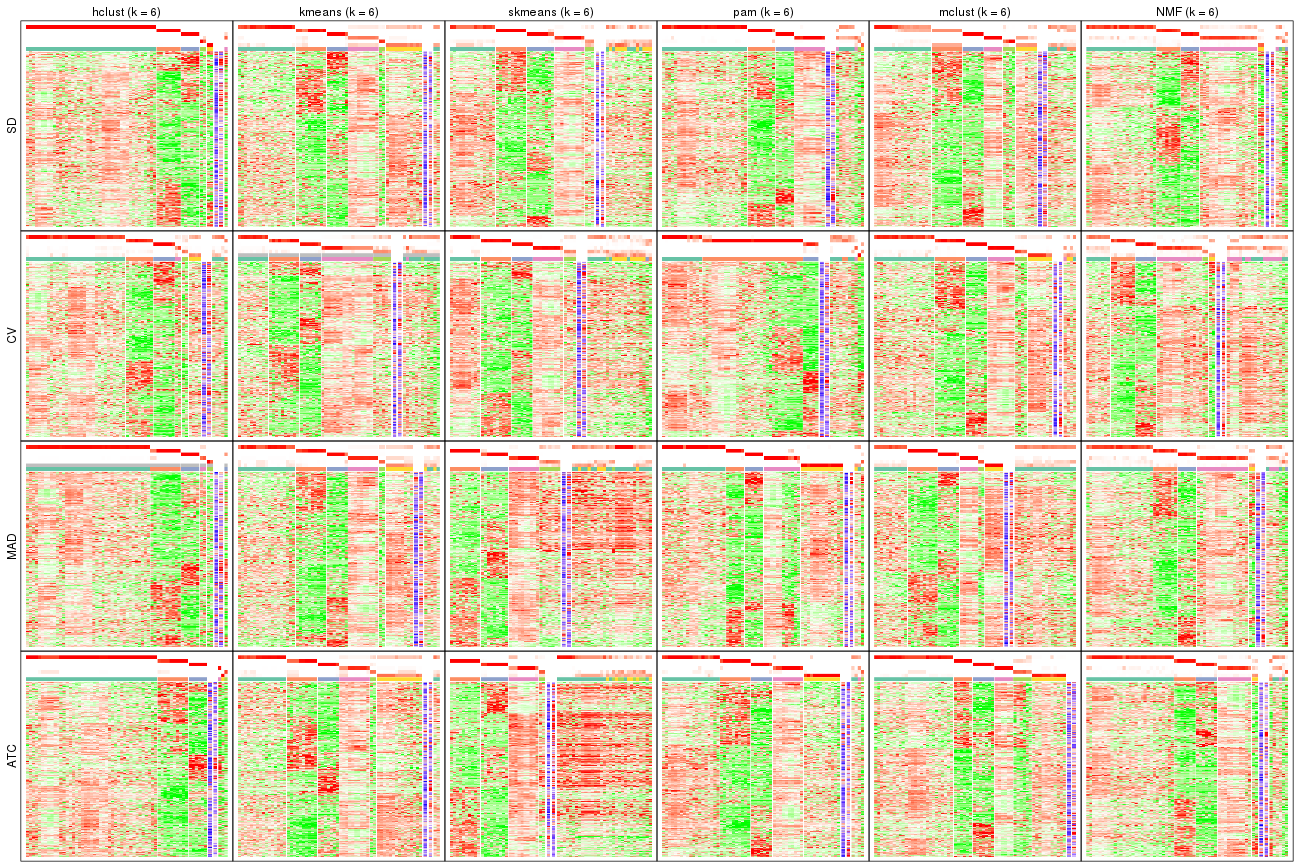 hclust (k = 6)
kmeans (k = 6)
skmeans (k = 6)
pam (k = 6)
mclust (k = 6)
NMF (k = 6)
SD
CV
MAD
ATC